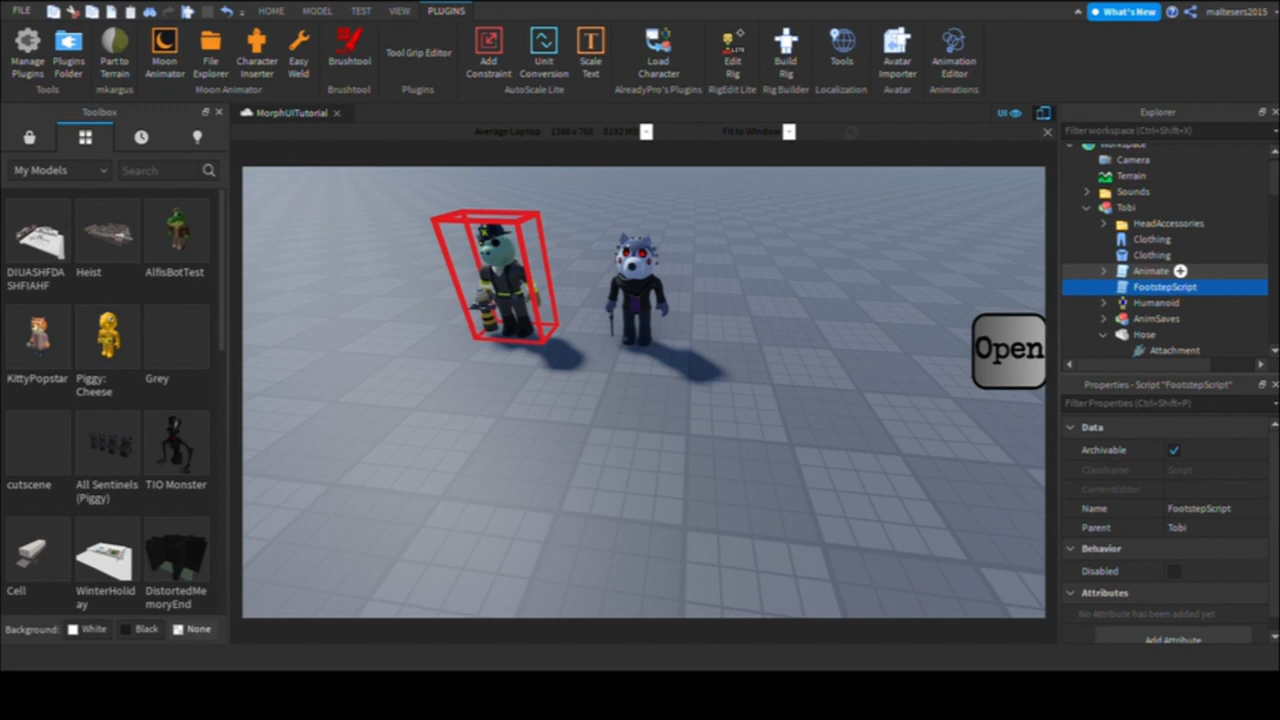 FILE HOME MODEL TEST VIEW PLUGINS What's New maltesers2015
Manage Plugins
Plugins Folder
Part to Terrain
Moon Animator
File Explorer
Character Inserter
Easy Weld
Brushtool
Tool Grip Editor
Add Constraint
Unit Conversion
Scale Text
Load Character
Edit Rig
Build Rig
Tools
Avatar Importer
Animation Editor
Tools mkargus Moon Animator Brushtool Plugins AutoScale Lite AlreadyPro's Plugins RigEdit Lite Rig Builder Localization Avatar Animations
Toolbox
My Models
Search
DIUASHFDA
SHFIAHF
Heist
AlfisBotTest
KittyPopstar
Piggy:
Cheese
Grey
cutscene
All Sentinels
(Piggy)
TIO Monster
Cell
WinterHolid
ay
DistortedMe
moryEnd
Background: White Black None
MorphUITutorial
UI
Average Laptop 1366 x 768 8192 MB
Fit to Window
Open
Explorer
Filter workspace (Ctrl+Shift+X)
Workspace
Camera
Terrain
Sounds
Tobi
HeadAccessories
Clothing
Clothing
Animate
FootstepScript
Humanoid
AnimSaves
Hose
Attachment
Properties - Script "FootstepScript"
Filter Properties (Ctrl+Shift+P)
Data
Archivable
ClassName Script
CurrentEditor
Name FootstepScript
Parent Tobi
Behavior
Disabled
Attributes
No Attribute has been added yet
Add Attribute